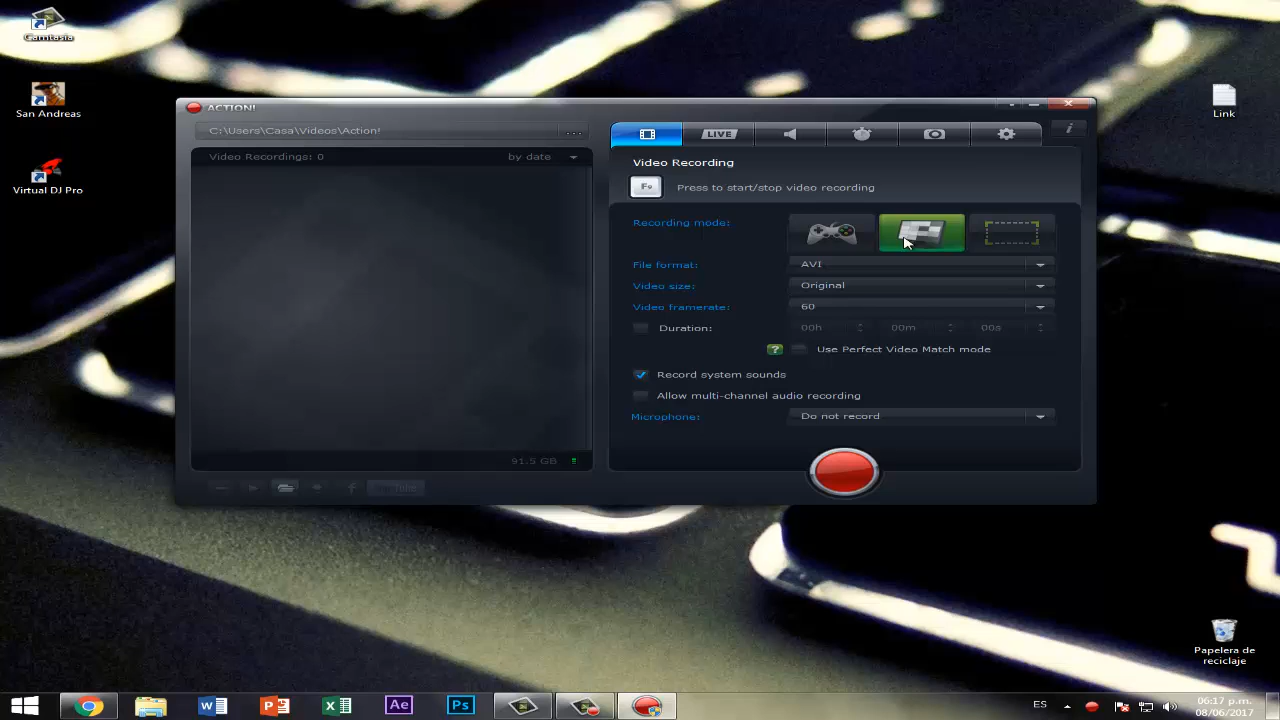 Camtasia
San Andreas
Virtual DJ Pro
Link
Papelera de
reciclaje
ACTION!
C:\Users\Casa\Videos\Action!
...
Video Recordings: 0
by date
91.5 GB
LIVE
i
Video Recording
F9
Press to start/stop video recording
Recording mode:
File format:
AVI
Video size:
Original
Video framerate:
60
Duration:
00h
00m
00s
?
Use Perfect Video Match mode
Record system sounds
Allow multi-channel audio recording
Microphone:
Do not record
Ae
Ps
ES
06:17 p.m.
08/06/2017